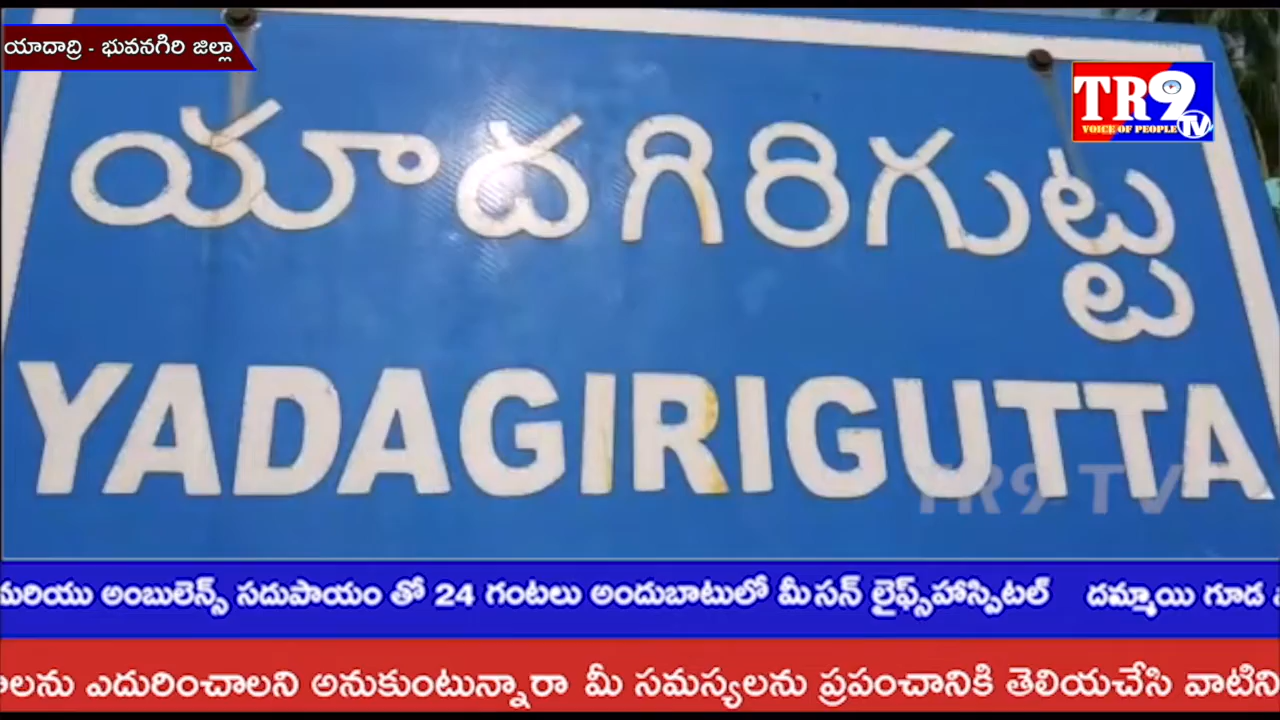 యాదాద్రి - భువనగిరి జిల్లా
TR9
VOICE OF PEOPLE TV
యాదగిరిగుట్ట
YADAGIRIGUTTA
TR9 TV
మరియు అంబులెన్స్ సదుపాయం తో 24 గంటలు అందుబాటులో మీసన్ లైఫ్స్‌హాస్పిటల్ దమ్మాయి గూడ
ఎదురించాలని అనుకుంటున్నారా మీ సమస్యలను ప్రపంచానికి తెలియచేసి వాటిని